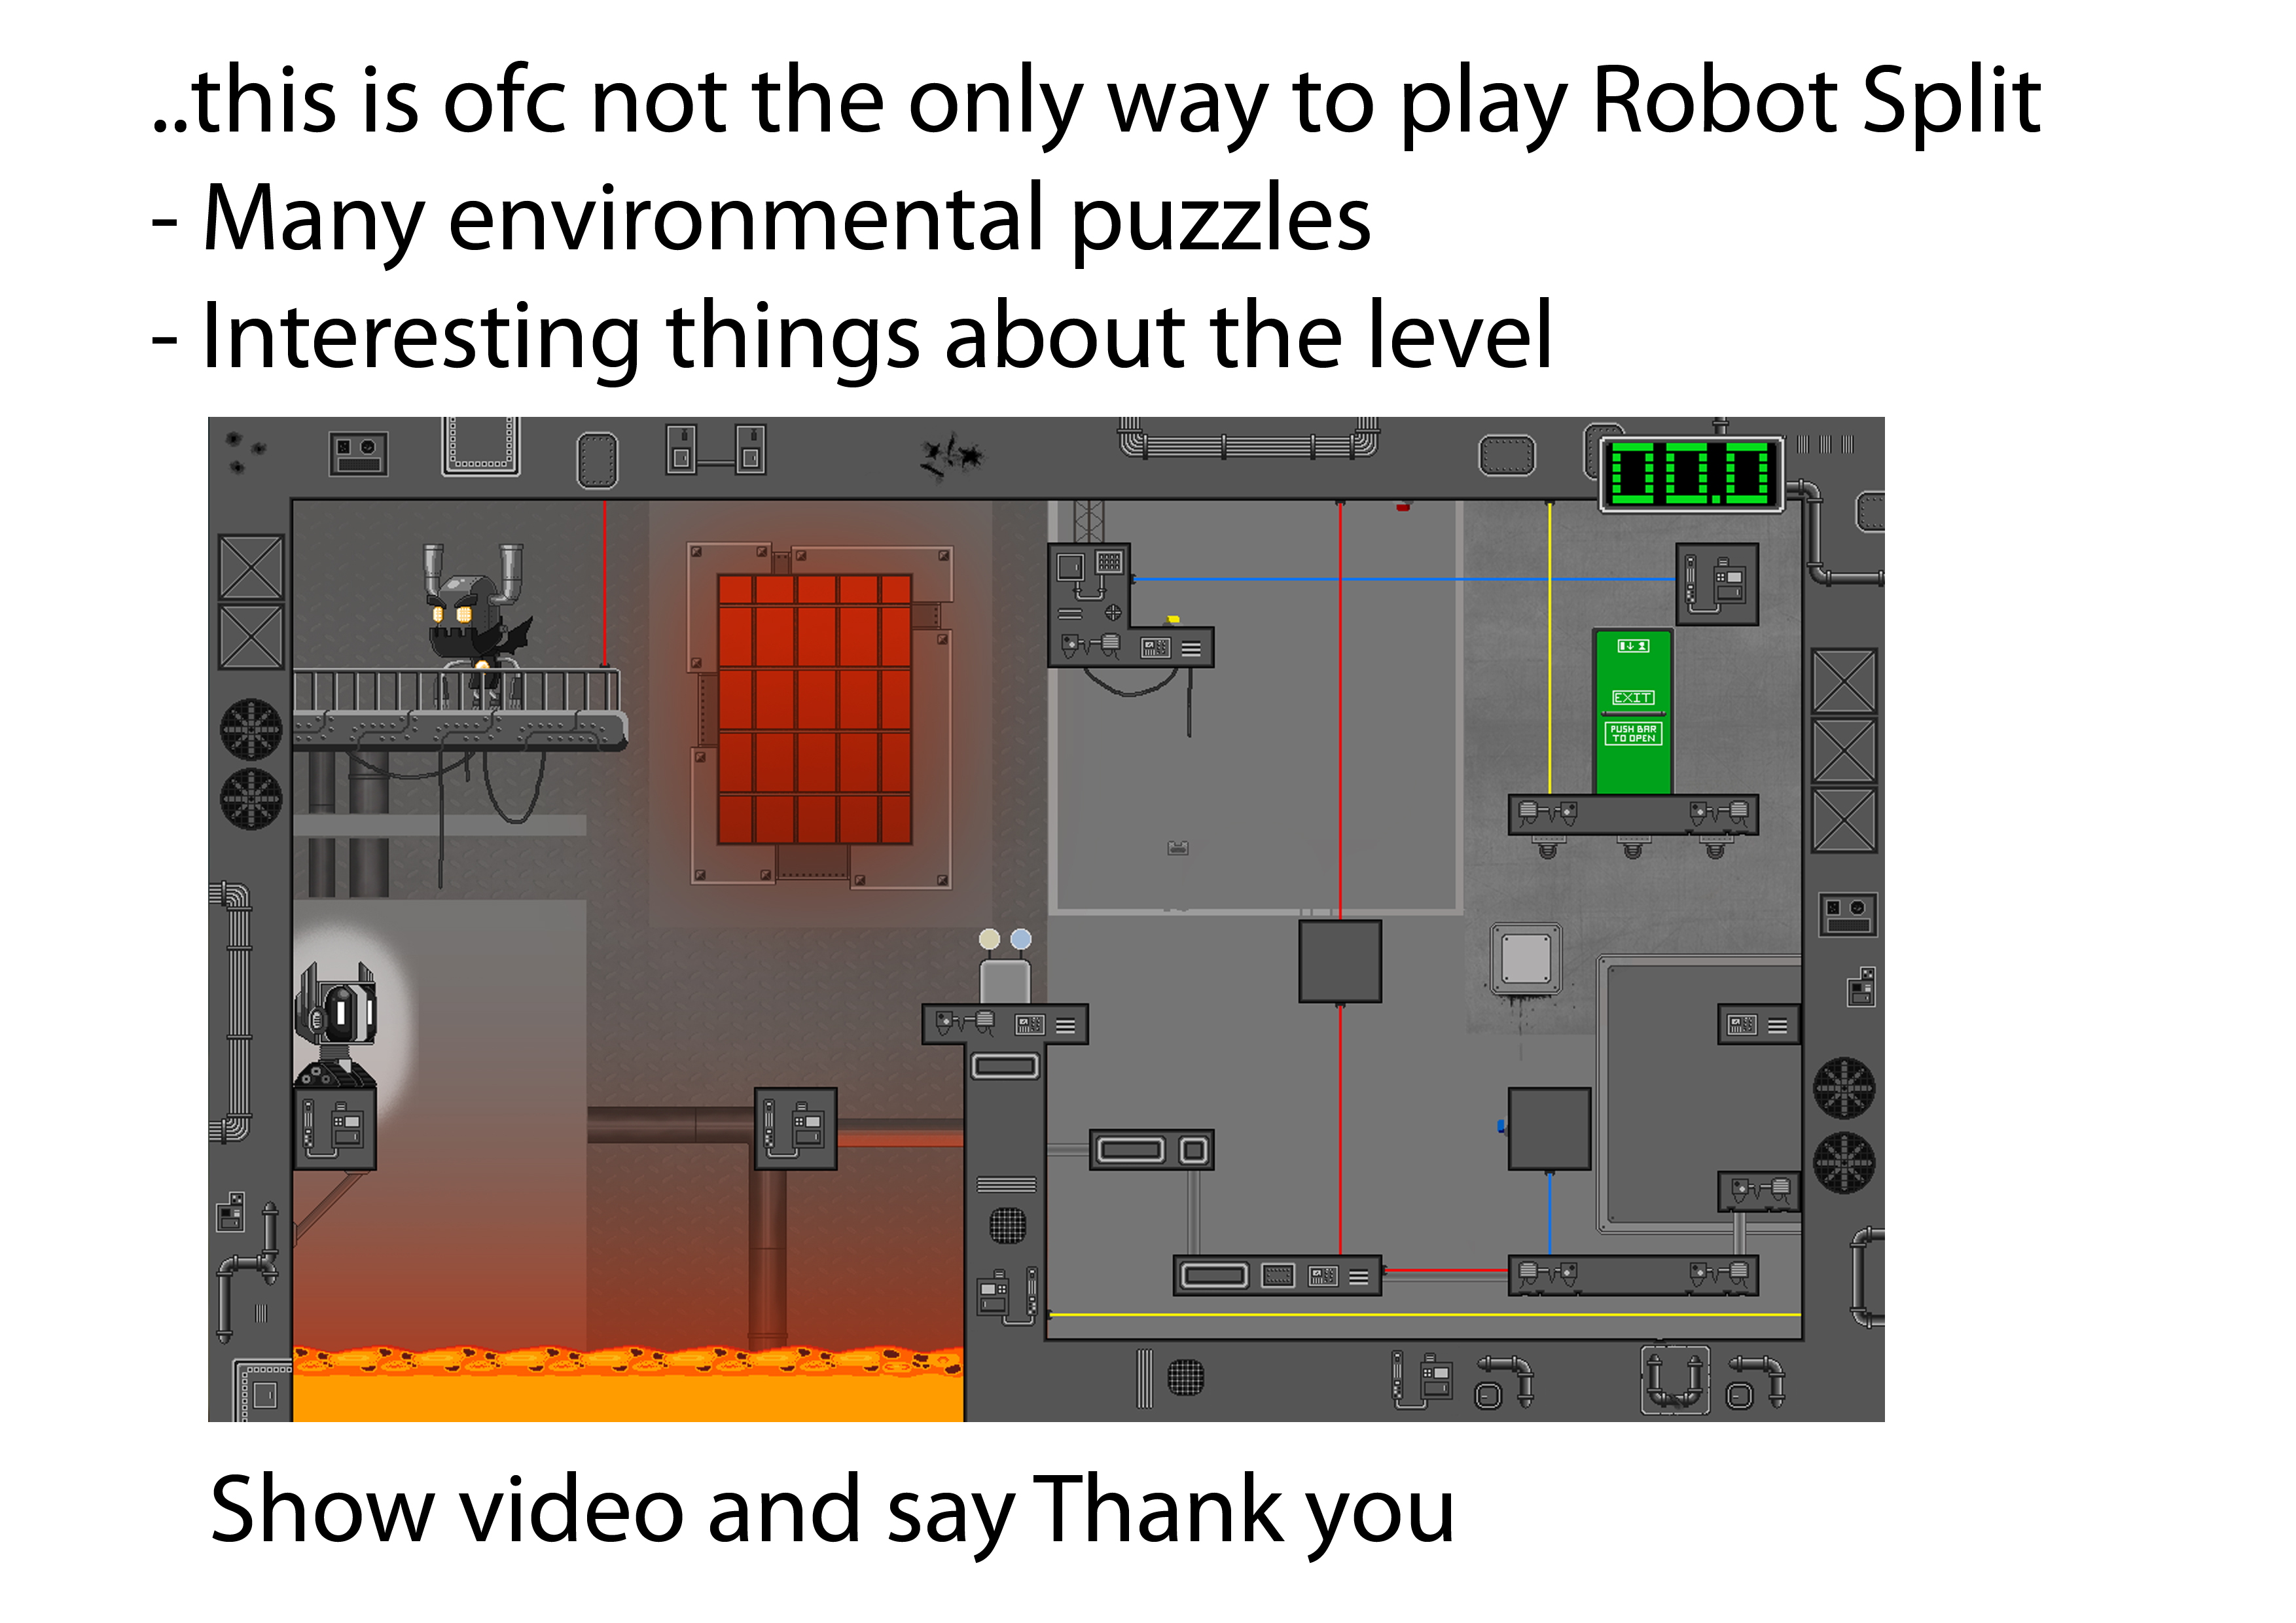 ..this is ofc not the only way to play Robot Split
- Many environmental puzzles
- Interesting things about the level
00.0
EXIT
PUSH BAR
TO OPEN
Show video and say Thank you